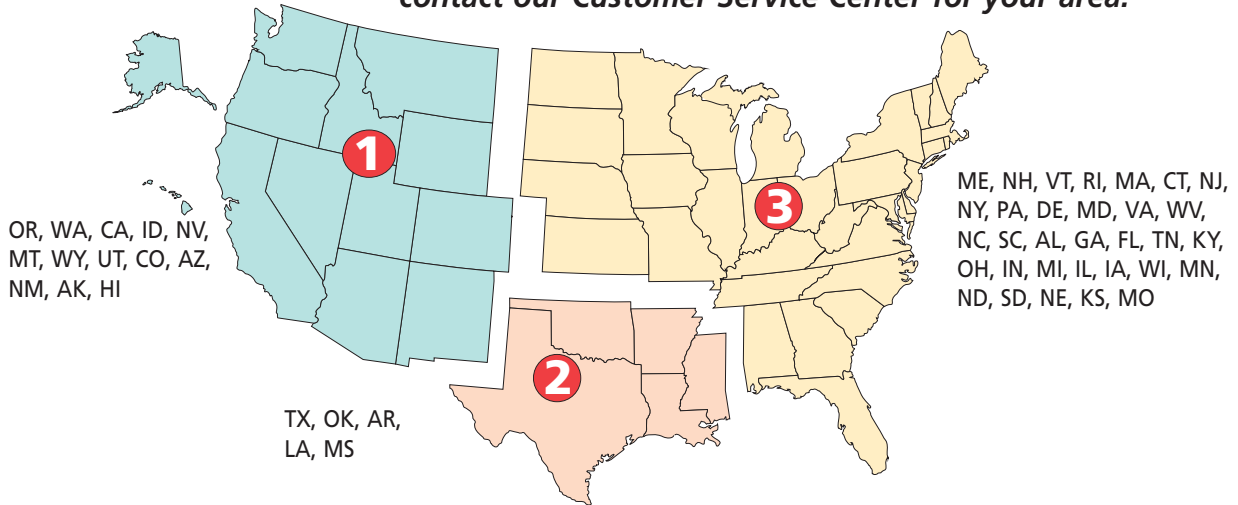 contact our Customer Service Center for your area.
1
3
ME, NH, VT, RI, MA, CT, NJ,
NY, PA, DE, MD, VA, WV,
NC, SC, AL, GA, FL, TN, KY,
OH, IN, MI, IL, IA, WI, MN,
ND, SD, NE, KS, MO
OR, WA, CA, ID, NV,
MT, WY, UT, CO, AZ,
NM, AK, HI
2
TX, OK, AR,
LA, MS